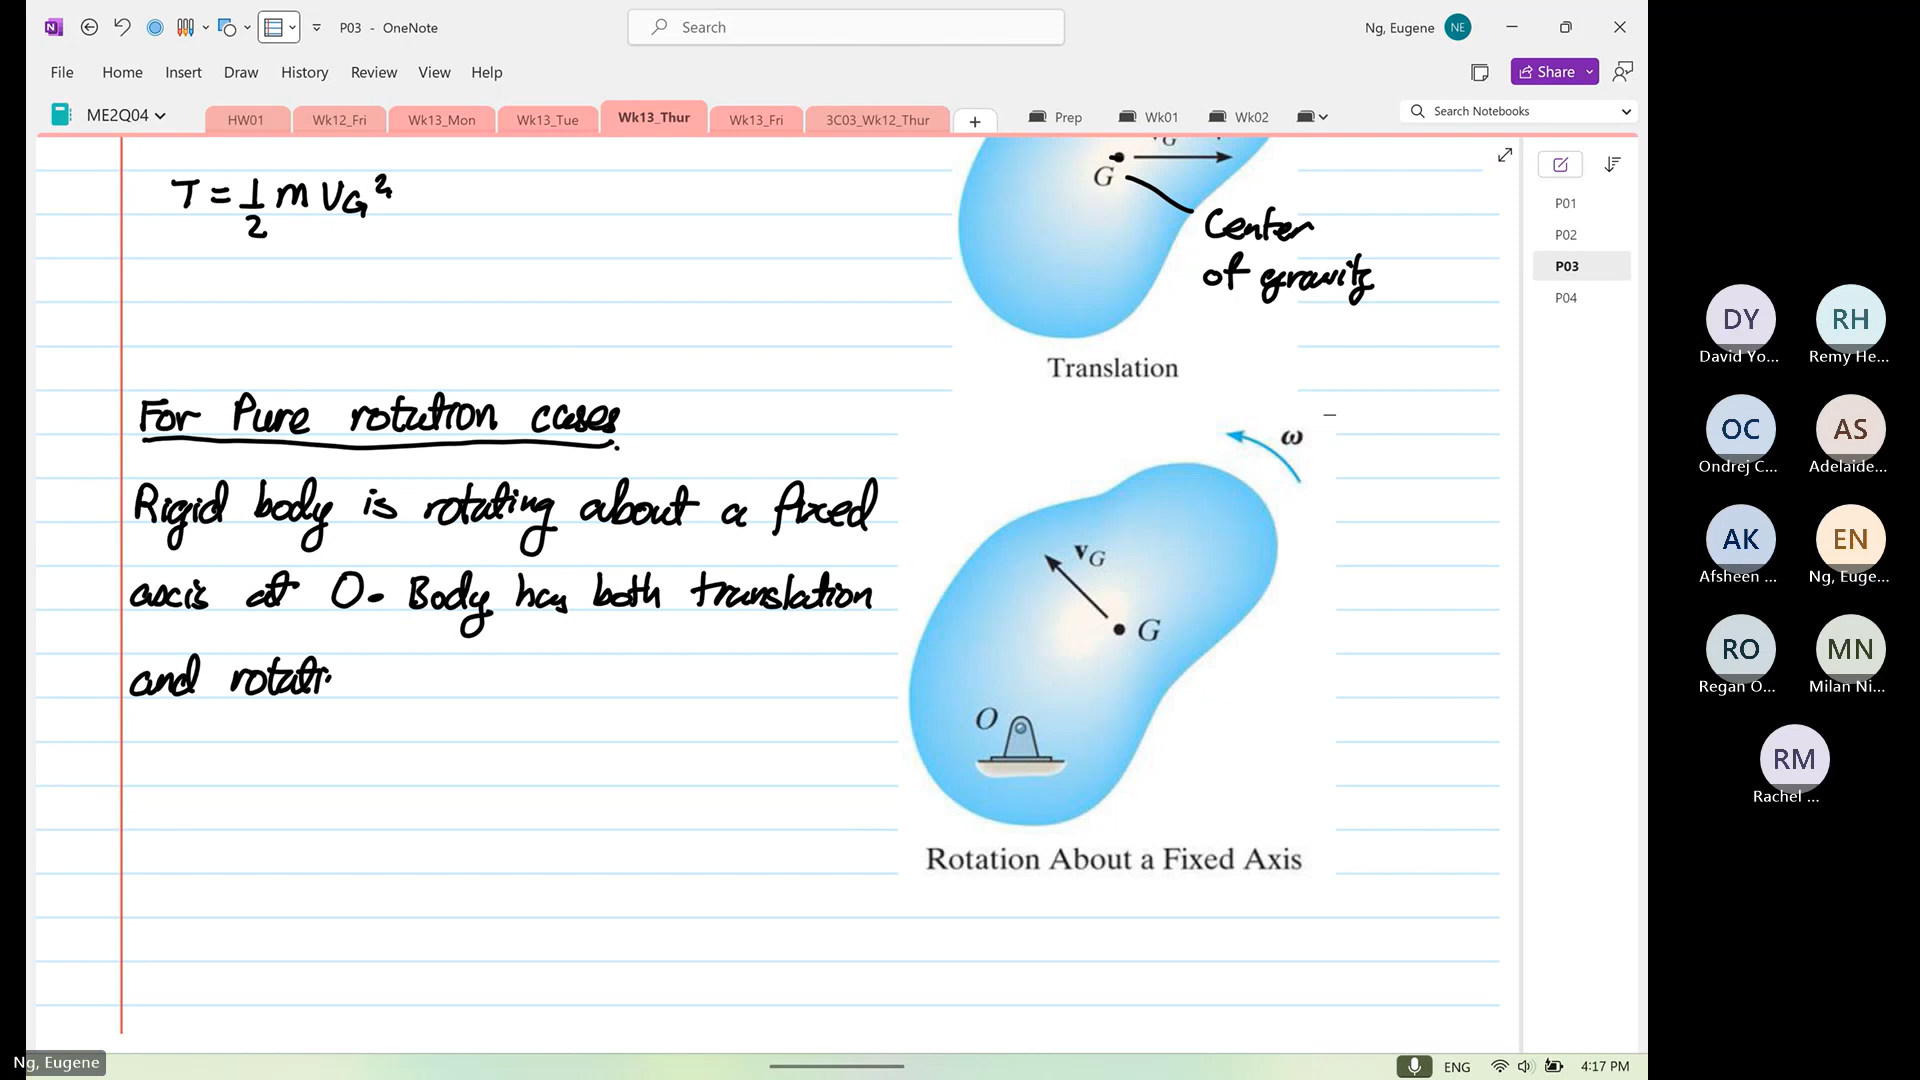 P03 - OneNote
Search
Ng, Eugene NE
File Home Insert Draw History Review View Help
Share
ME2Q04
HW01 Wk12_Fri Wk13_Mon Wk13_Tue Wk13_Thur Wk13_Fri 3C03_Wk12_Thur + Prep Wk01 Wk02
Search Notebooks
P01
P02
P03
P04
T = 1/2 m VG²
G
Center
of gravity
Translation
For Pure rotation cases
Rigid body is rotating about a fixed
axis at O. Body has both translation
and rotati
ω
vG
G
O
Rotation About a Fixed Axis
DY RH
David Yo... Remy He...
OC AS
Ondrej C... Adelaide...
AK EN
Afsheen ... Ng, Euge...
RO MN
Regan O... Milan Ni...
RM
Rachel ...
Ng, Eugene
ENG 4:17 PM